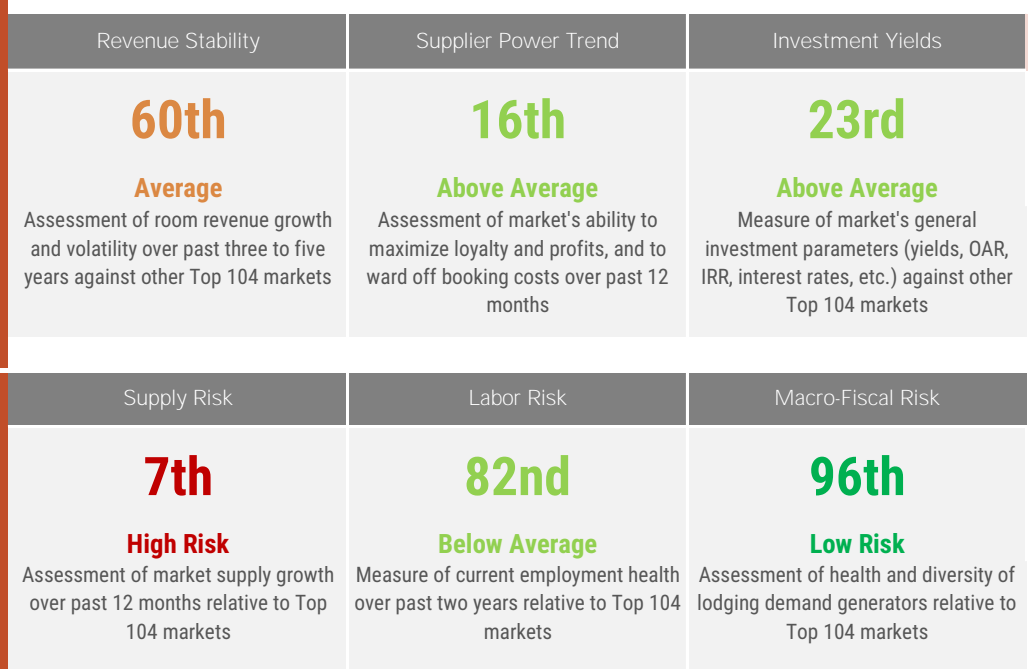 Revenue Stability
Supplier Power Trend
Investment Yields
60th
Average
Assessment of room revenue growth
and volatility over past three to five
years against other Top 104 markets
16th
Above Average
Assessment of market's ability to
maximize loyalty and profits, and to
ward off booking costs over past 12
months
23rd
Above Average
Measure of market's general
investment parameters (yields, OAR,
IRR, interest rates, etc.) against other
Top 104 markets
Supply Risk
Labor Risk
Macro-Fiscal Risk
7th
High Risk
Assessment of market supply growth
over past 12 months relative to Top
104 markets
82nd
Below Average
Measure of current employment health
over past two years relative to Top 104
markets
96th
Low Risk
Assessment of health and diversity of
lodging demand generators relative to
Top 104 markets